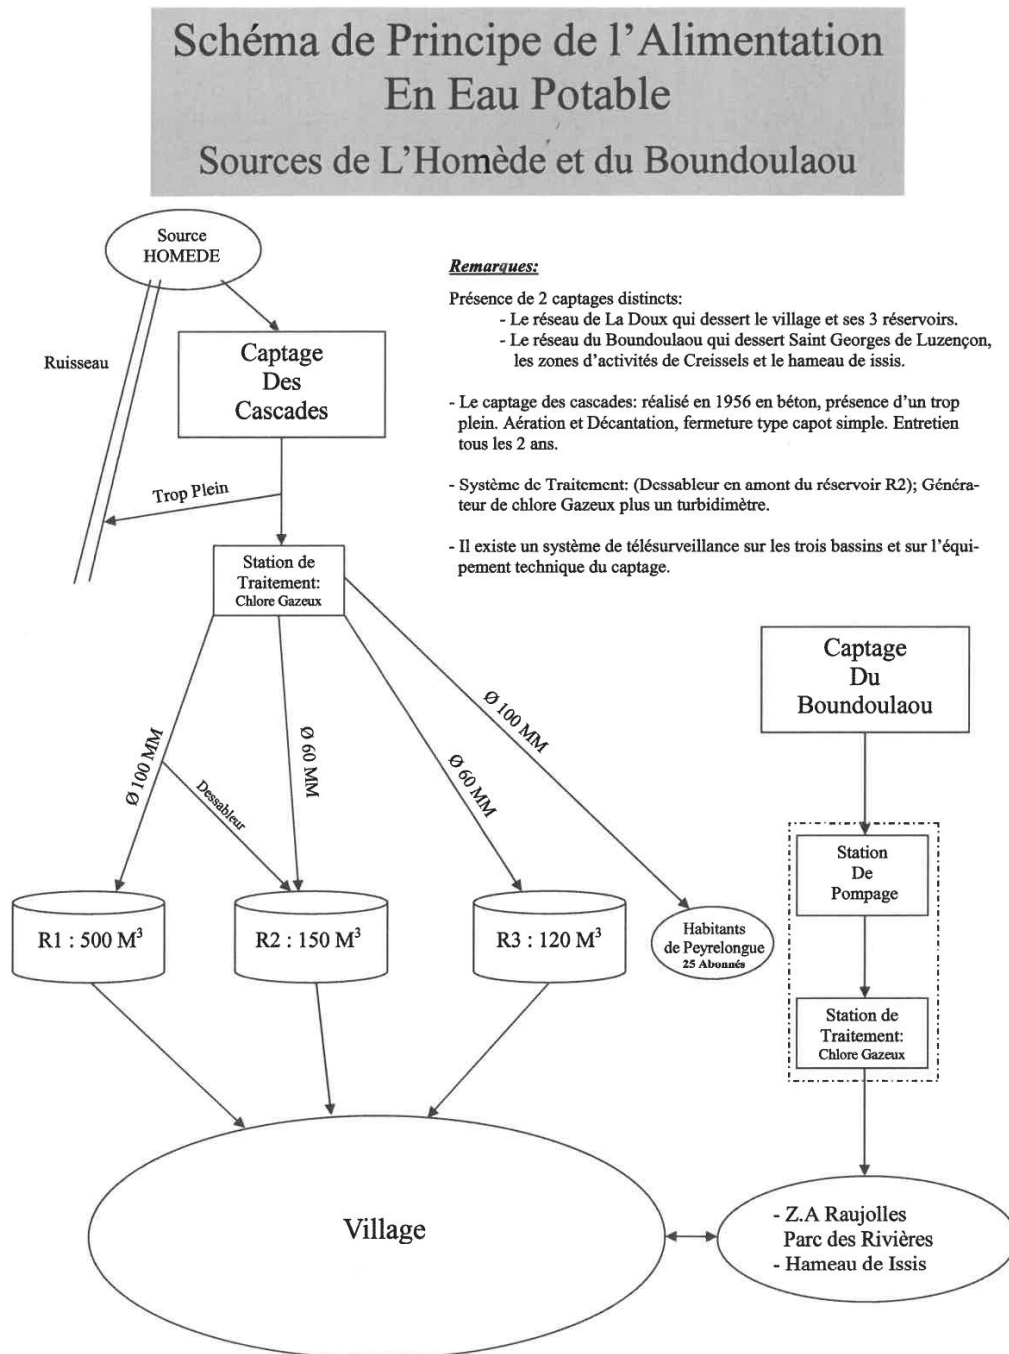 Schéma de Principe de l'Alimentation
En Eau Potable
Sources de L'Homède et du Boundoulaou
Source
HOMEDE
Ruisseau
Captage
Des
Cascades
Trop Plein
Station de
Traitement:
Chlore Gazeux
Remarques:
Présence de 2 captages distincts:
- Le réseau de La Doux qui dessert le village et ses 3 réservoirs.
- Le réseau du Boundoulaou qui dessert Saint Georges de Luzençon,
les zones d'activités de Creissels et le hameau de issis.
- Le captage des cascades: réalisé en 1956 en béton, présence d'un trop
plein. Aération et Décantation, fermeture type capot simple. Entretien
tous les 2 ans.
- Système de Traitement: (Dessableur en amont du réservoir R2); Généra-
teur de chlore Gazeux plus un turbidimètre.
- Il existe un système de télésurveillance sur les trois bassins et sur l'équi-
pement technique du captage.
Ø 100 MM
Dessableur
Ø 60 MM
Ø 60 MM
Ø 100 MM
R1 : 500 M³
R2 : 150 M³
R3 : 120 M³
Habitants
de Peyrelongue
25 Abonnés
Captage
Du
Boundoulaou
Station
De
Pompage
Station de
Traitement:
Chlore Gazeux
Village
- Z.A Raujolles
Parc des Rivières
- Hameau de Issis